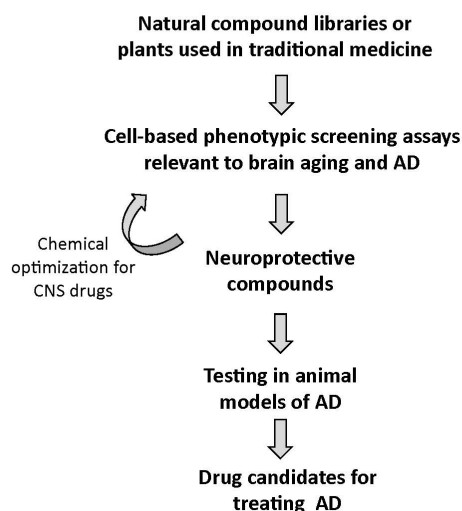 Natural compound libraries or
plants used in traditional medicine
Cell-based phenotypic screening assays
relevant to brain aging and AD
Chemical
optimization for
CNS drugs
Neuroprotective
compounds
Testing in animal
models of AD
Drug candidates for
treating AD